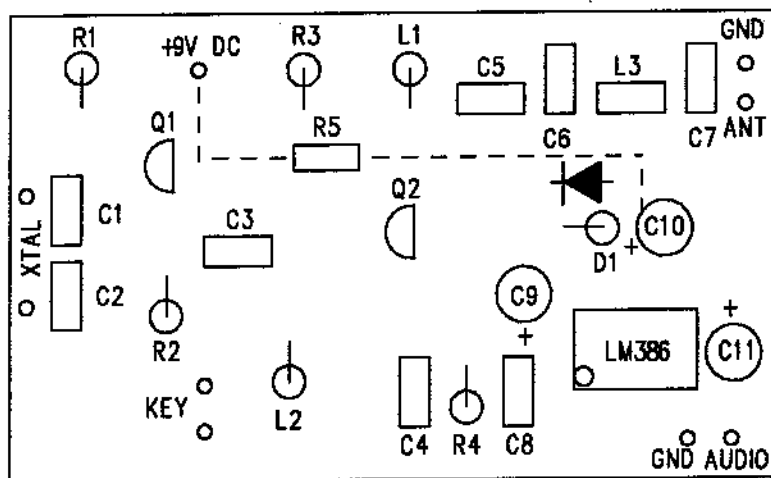 R1
+9V DC
R3
L1
GND
C5
L3
Q1
R5
C6
C7
ANT
Q2
XTAL
C1
C3
+
C10
D1
C2
C9
+
R2
+
LM386
C11
KEY
L2
C4
R4
C8
GND AUDIO